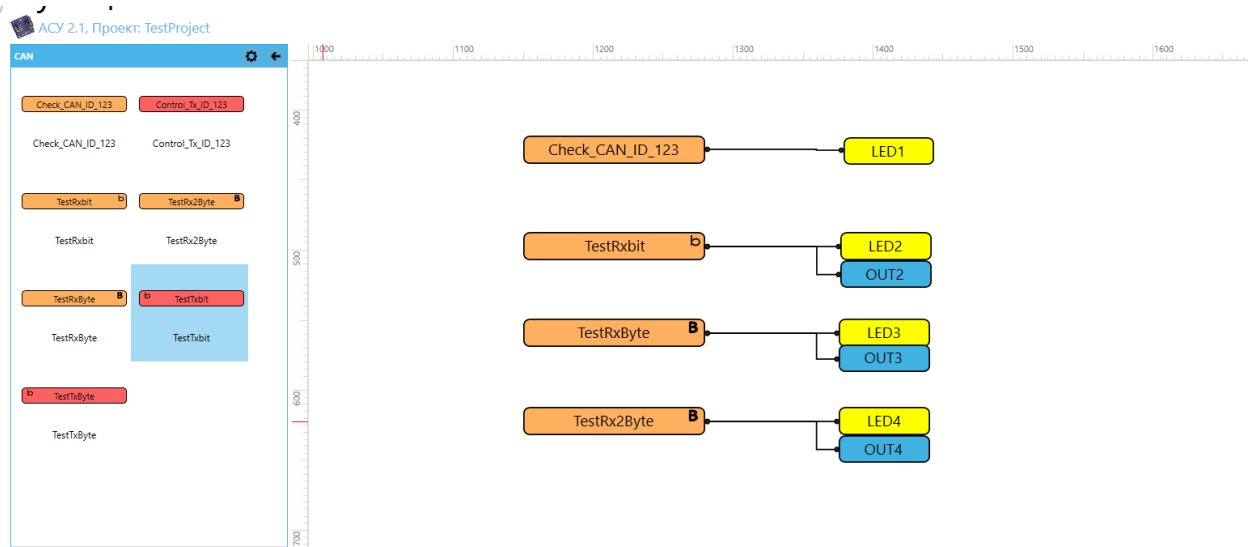 АСУ 2.1, Проект: TestProject
CAN
1000 1100 1200 1300 1400 1500 1600
Check_CAN_ID_123 Control_Tx_ID_123
Check_CAN_ID_123 Control_Tx_ID_123
TestRxbit b TestRx2Byte B
TestRxbit TestRx2Byte
TestRxByte B b TestTxbit
TestRxByte TestTxbit
b TestTxByte
TestTxByte
400
500
600
700
Check_CAN_ID_123 LED1
TestRxbit b LED2
OUT2
TestRxByte B LED3
OUT3
TestRx2Byte B LED4
OUT4